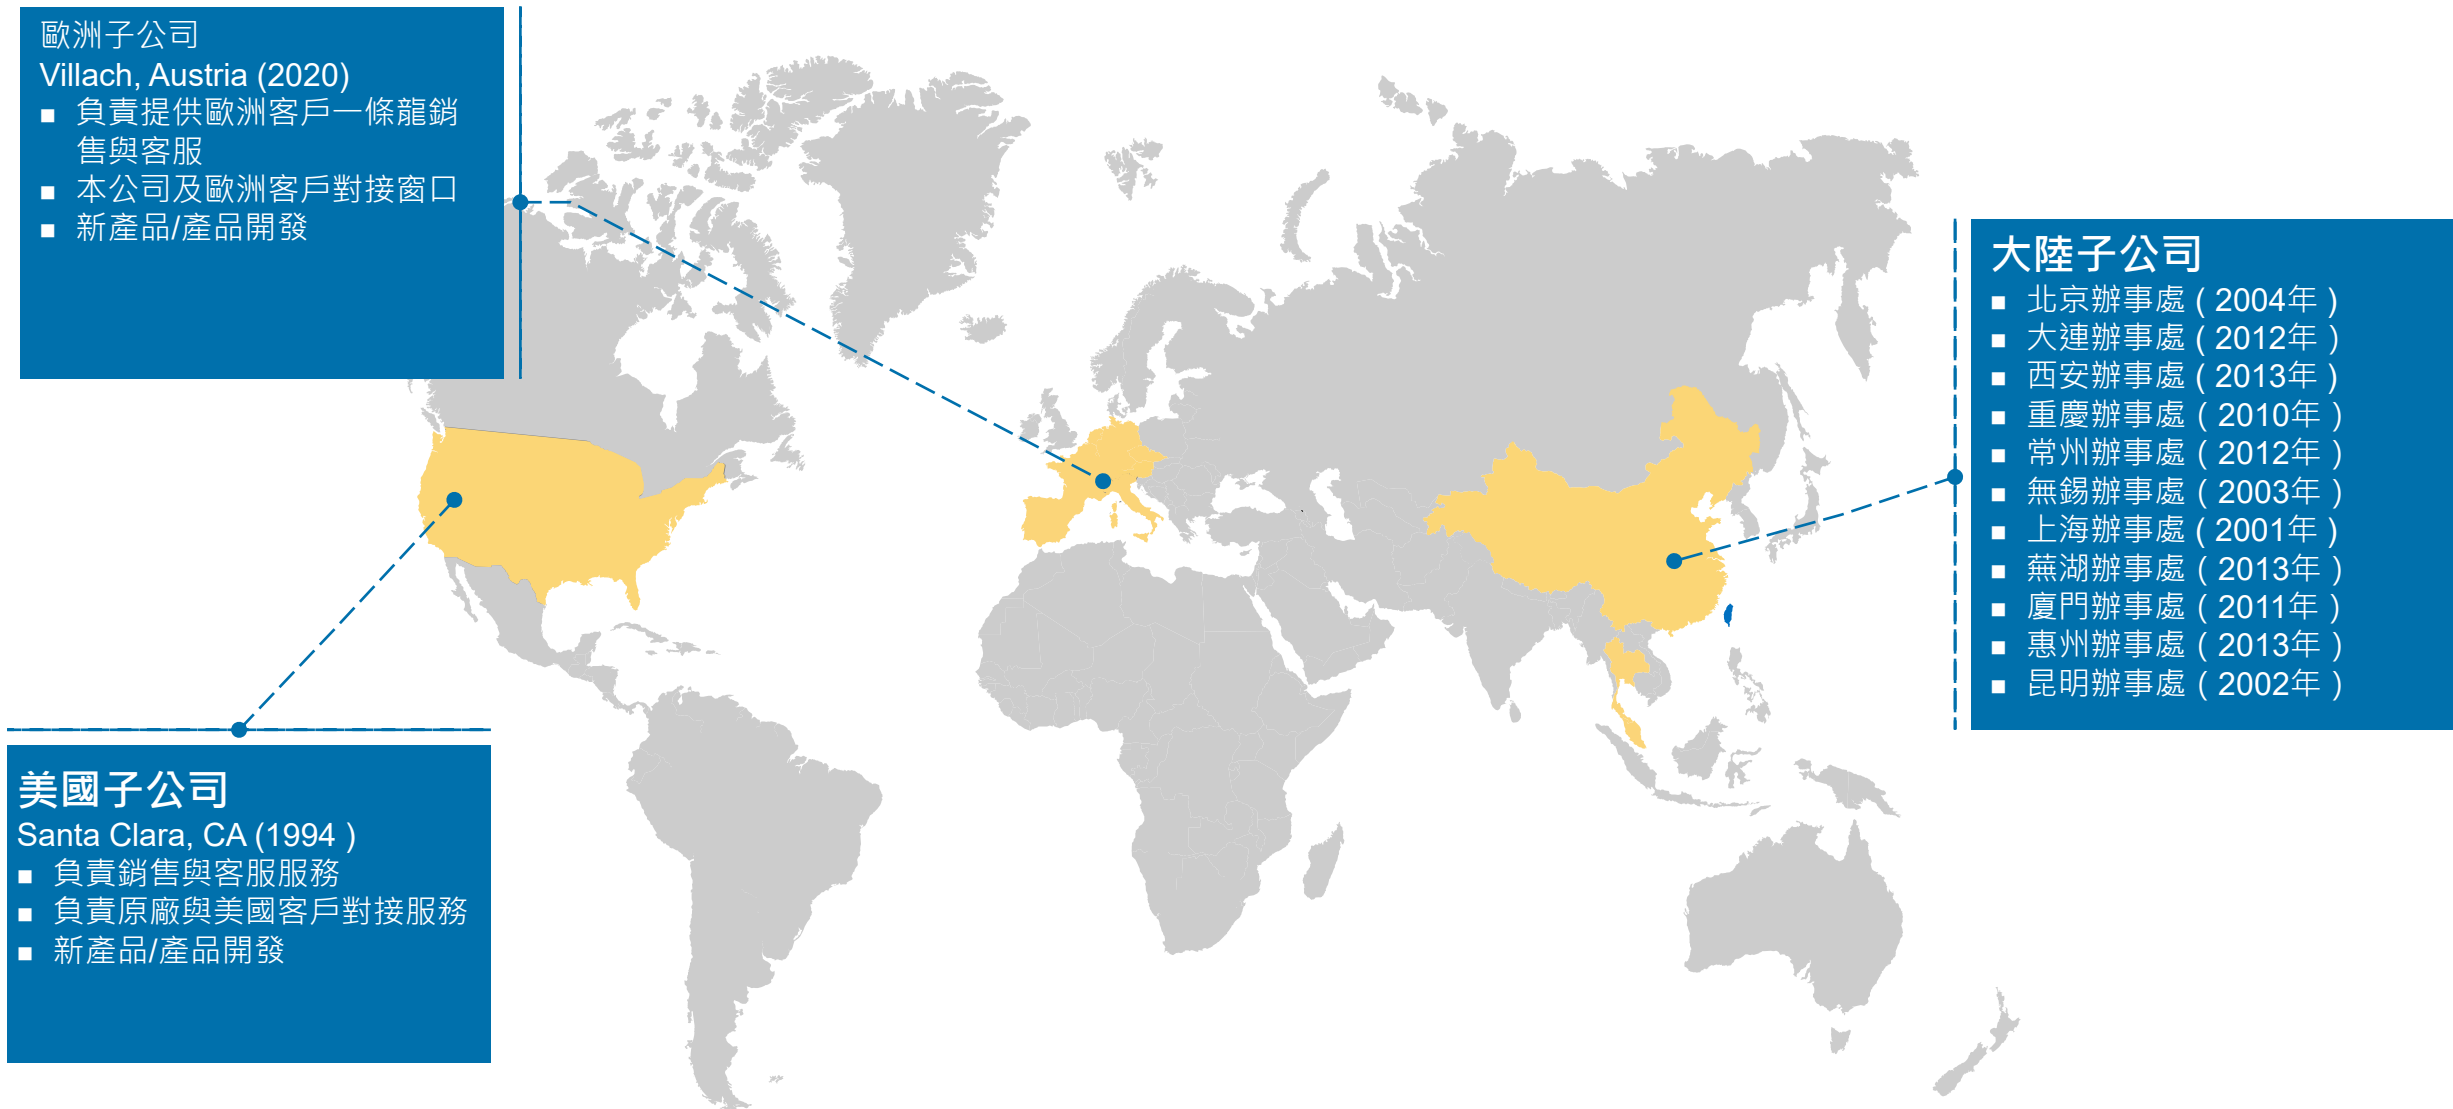 歐洲子公司
Villach, Austria (2020)
■ 負責提供歐洲客戶一條龍銷
售與客服
■ 本公司及歐洲客戶對接窗口
■ 新產品/產品開發
大陸子公司
■ 北京辦事處 ( 2004年 )
■ 大連辦事處 ( 2012年 )
■ 西安辦事處 ( 2013年 )
■ 重慶辦事處 ( 2010年 )
■ 常州辦事處 ( 2012年 )
■ 無錫辦事處 ( 2003年 )
■ 上海辦事處 ( 2001年 )
■ 蕪湖辦事處 ( 2013年 )
■ 廈門辦事處 ( 2011年 )
■ 惠州辦事處 ( 2013年 )
■ 昆明辦事處 ( 2002年 )
美國子公司
Santa Clara, CA (1994 )
■ 負責銷售與客服服務
■ 負責原廠與美國客戶對接服務
■ 新產品/產品開發